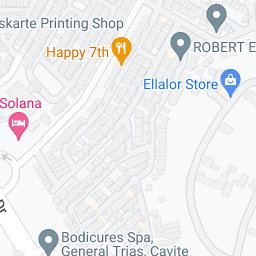 skarte Printing Shop
Happy 7th
ROBERT E
Ellalor Store
Solana
Bodicures Spa,
General Trias, Cavite